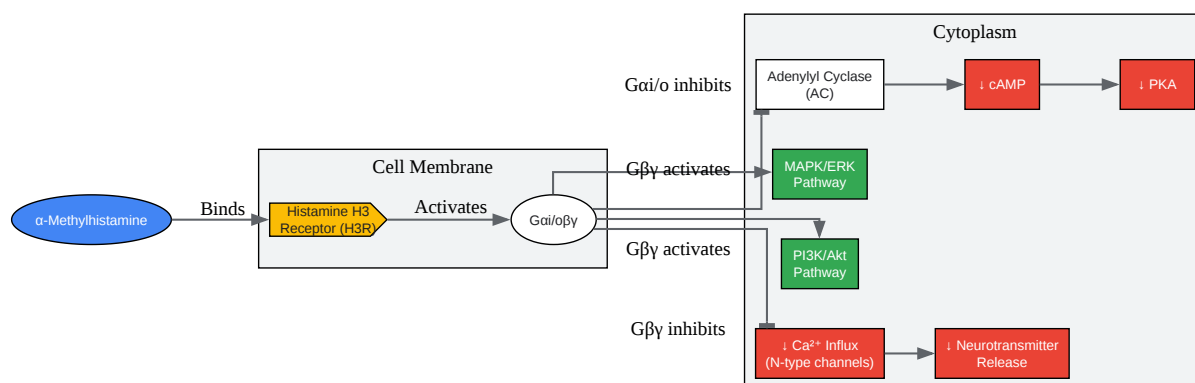 Cytoplasm
Gαi/o inhibits
Adenylyl Cyclase
(AC)
↓ cAMP
↓ PKA
Cell Membrane
Gβγ activates
MAPK/ERK
Pathway
α-Methylhistamine
Binds
Histamine H3
Receptor (H3R)
Activates
Gαi/oβγ
Gβγ activates
PI3K/Akt
Pathway
Gβγ inhibits
↓ Ca²⁺ Influx
(N-type channels)
↓ Neurotransmitter
Release